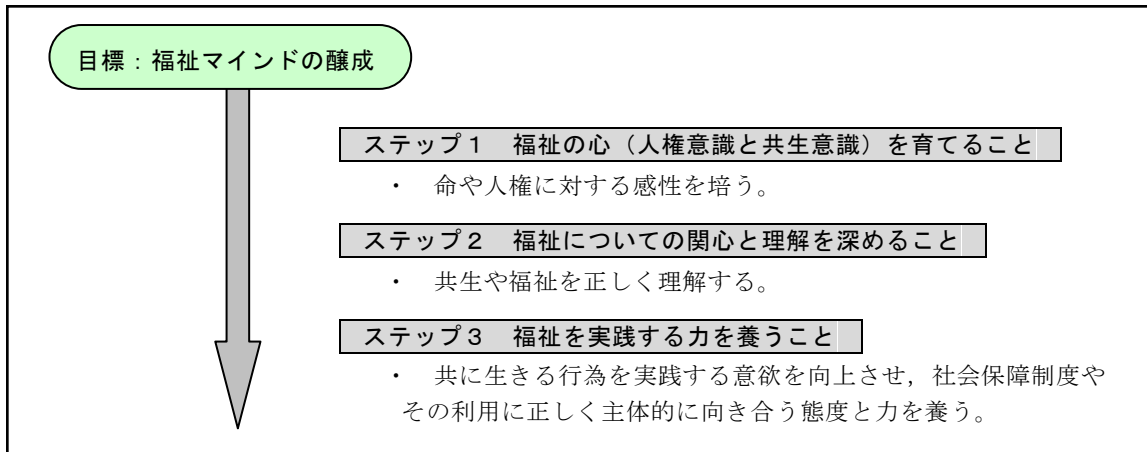 目標:福祉マインドの醸成
ステップ1 福祉の心(人権意識と共生意識)を育てること
・ 命や人権に対する感性を培う。
ステップ2 福祉についての関心と理解を深めること
・ 共生や福祉を正しく理解する。
ステップ3 福祉を実践する力を養うこと
・ 共に生きる行為を実践する意欲を向上させ,社会保障制度や
その利用に正しく主体的に向き合う態度と力を養う。